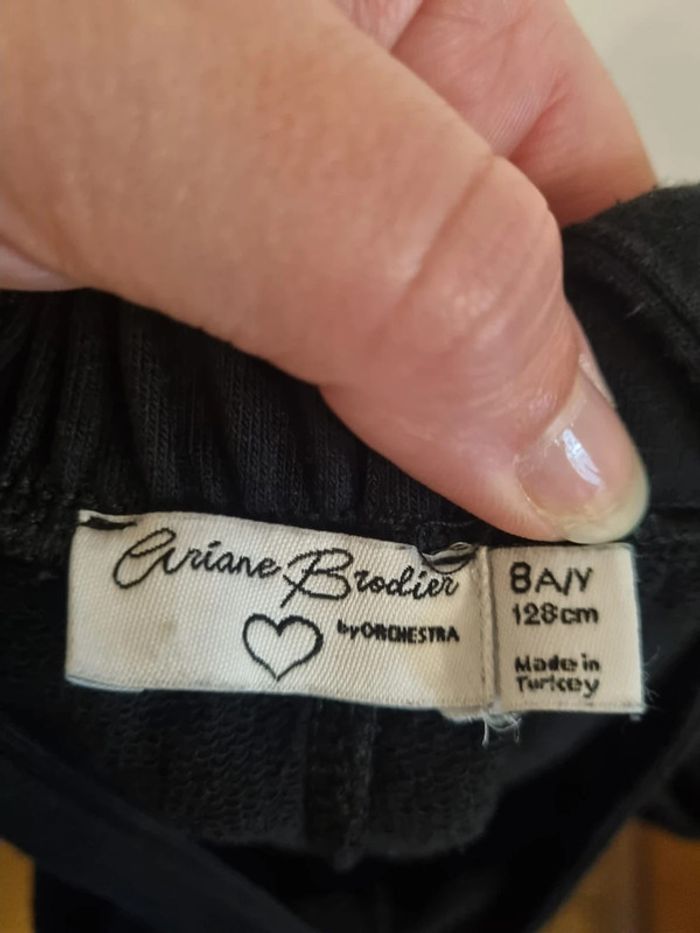 Ariane Brodier
by ORCHESTRA
8A/Y
128cm
Made in
Turkey